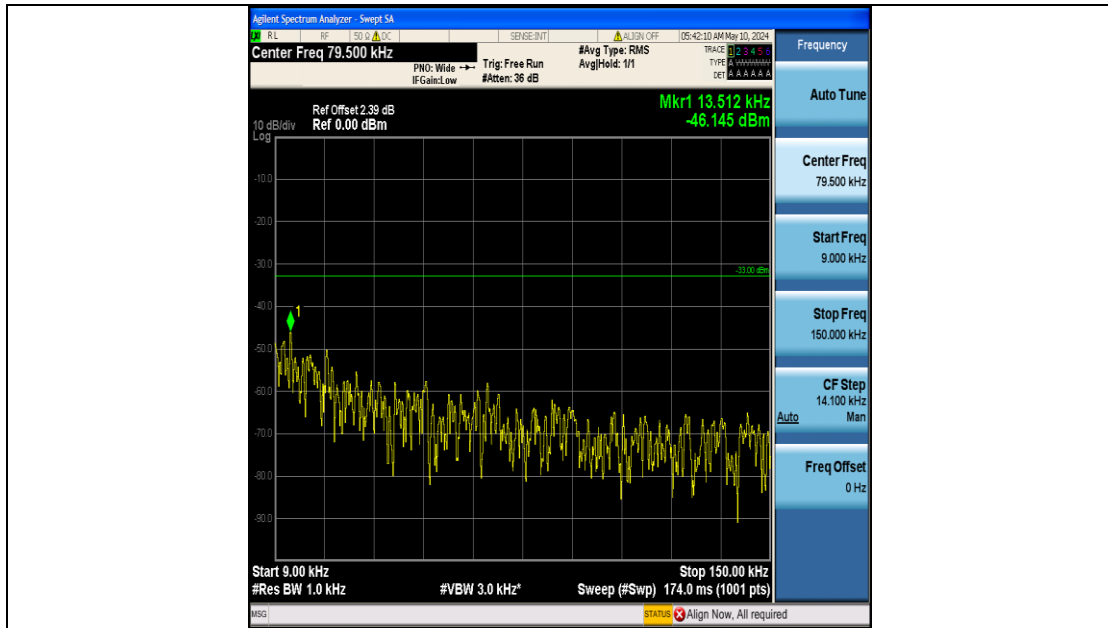 Agilent Spectrum Analyzer - Swept SA
RL RF 50 Ω DC SENSE:INT ALIGN OFF 05:42:10 AM May 10, 2024
Center Freq 79.500 kHz
PNO: Wide
IFGain:Low
Trig: Free Run
#Atten: 36 dB
#Avg Type: RMS
Avg|Hold: 1/1
TRACE 1 2 3 4 5 6
TYPE A
DET A A A A A A
Mkr1 13.512 kHz
-46.145 dBm
Ref Offset 2.39 dB
10 dB/div Ref 0.00 dBm
Log
-10.0
-20.0
-30.0
-33.00 dBm
-40.0
1
-50.0
-60.0
-70.0
-80.0
-90.0
Start 9.00 kHz Stop 150.00 kHz
#Res BW 1.0 kHz #VBW 3.0 kHz* Sweep (#Swp) 174.0 ms (1001 pts)
MSG STATUS Align Now, All required
Frequency
Auto Tune
Center Freq
79.500 kHz
Start Freq
9.000 kHz
Stop Freq
150.000 kHz
CF Step
14.100 kHz
Auto Man
Freq Offset
0 Hz